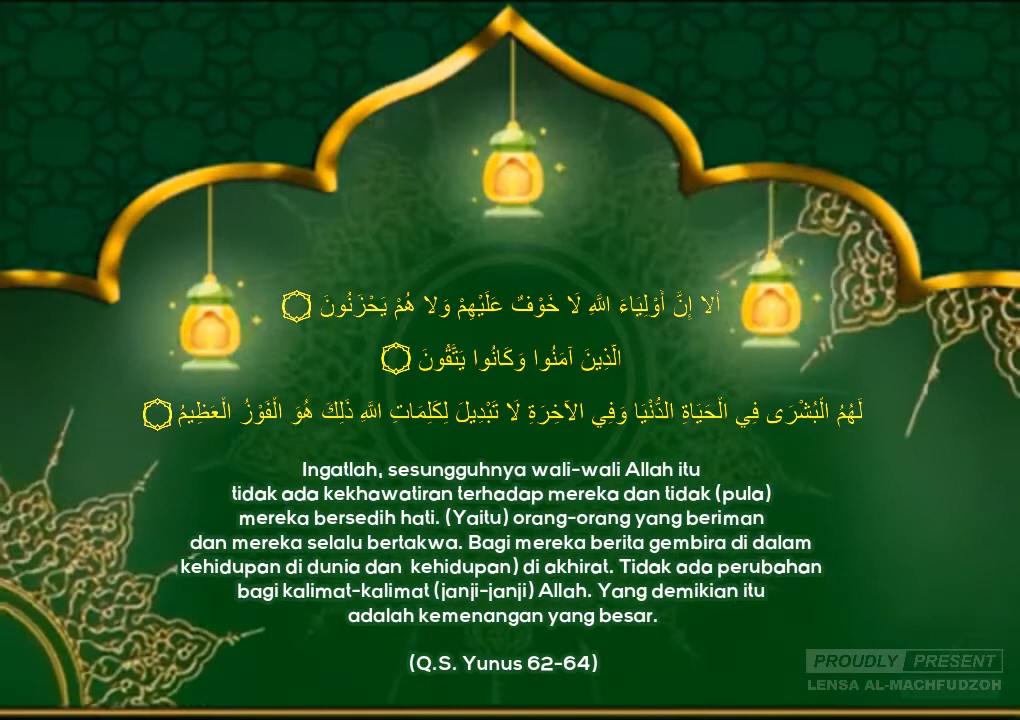 أَلَا إِنَّ أَوْلِيَاءَ اللَّهِ لَا خَوْفٌ عَلَيْهِمْ وَلَا هُمْ يَحْزَنُونَ ۝
الَّذِينَ آمَنُوا وَكَانُوا يَتَّقُونَ ۝
لَهُمُ الْبُشْرَى فِي الْحَيَاةِ الدُّنْيَا وَفِي الْآخِرَةِ لَا تَبْدِيلَ لِكَلِمَاتِ اللَّهِ ذَلِكَ هُوَ الْفَوْزُ الْعَظِيمُ ۝
Ingatlah, sesungguhnya wali-wali Allah itu
tidak ada kekhawatiran terhadap mereka dan tidak (pula)
mereka bersedih hati. (Yaitu) orang-orang yang beriman
dan mereka selalu bertakwa. Bagi mereka berita gembira di dalam
kehidupan di dunia dan kehidupan) di akhirat. Tidak ada perubahan
bagi kalimat-kalimat (janji-janji) Allah. Yang demikian itu
adalah kemenangan yang besar.
(Q.S. Yunus 62-64)
PROUDLY PRESENT
LENSA AL-MACHFUDZOH